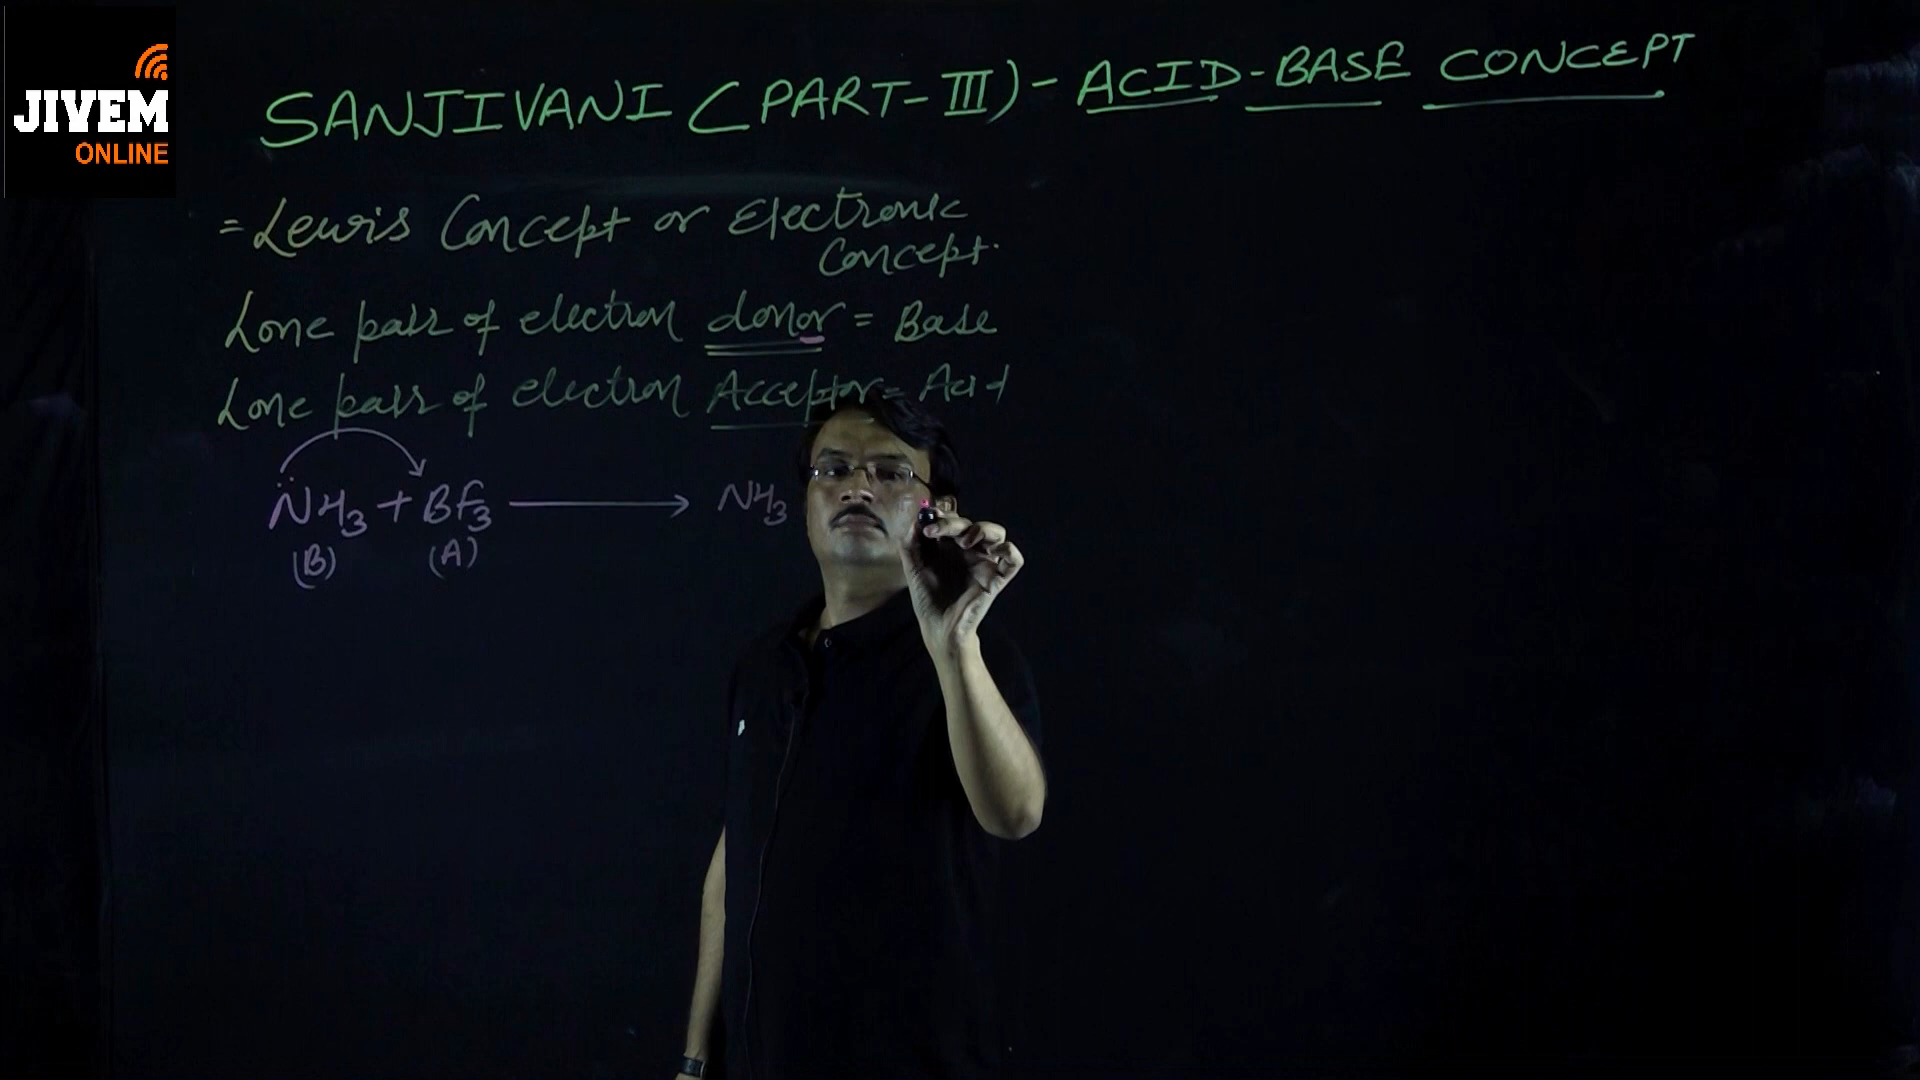 JIVEM
ONLINE
SANJIVANI (PART-III) - ACID-BASE CONCEPT
= Lewis Concept or Electronic
Concept.
Lone pair of electron donor = Base
Lone pair of electron Acceptor = Acid
N̈H₃ + BF₃ ⟶ NH₃
(B) (A)